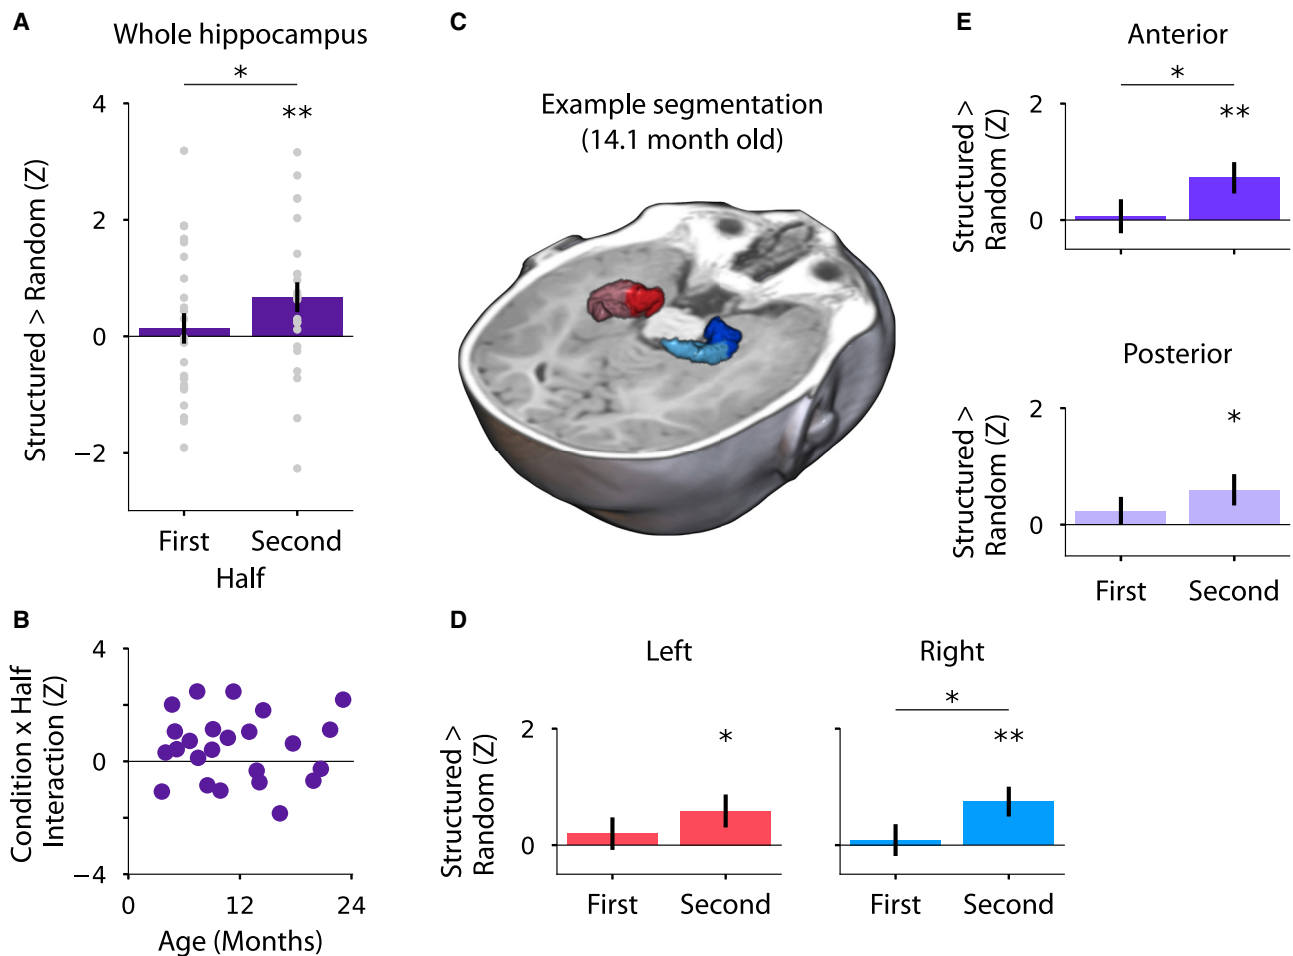 A
Whole hippocampus
*
**
4
2
0
−2
Structured > Random (Z)
First
Second
Half
B
4
0
−4
Condition x Half
Interaction (Z)
0
12
24
Age (Months)
C
Example segmentation
(14.1 month old)
D
Left
*
2
0
Structured >
Random (Z)
First
Second
Right
*
**
First
Second
E
Anterior
*
**
2
0
Structured >
Random (Z)
Posterior
*
2
0
Structured >
Random (Z)
First
Second